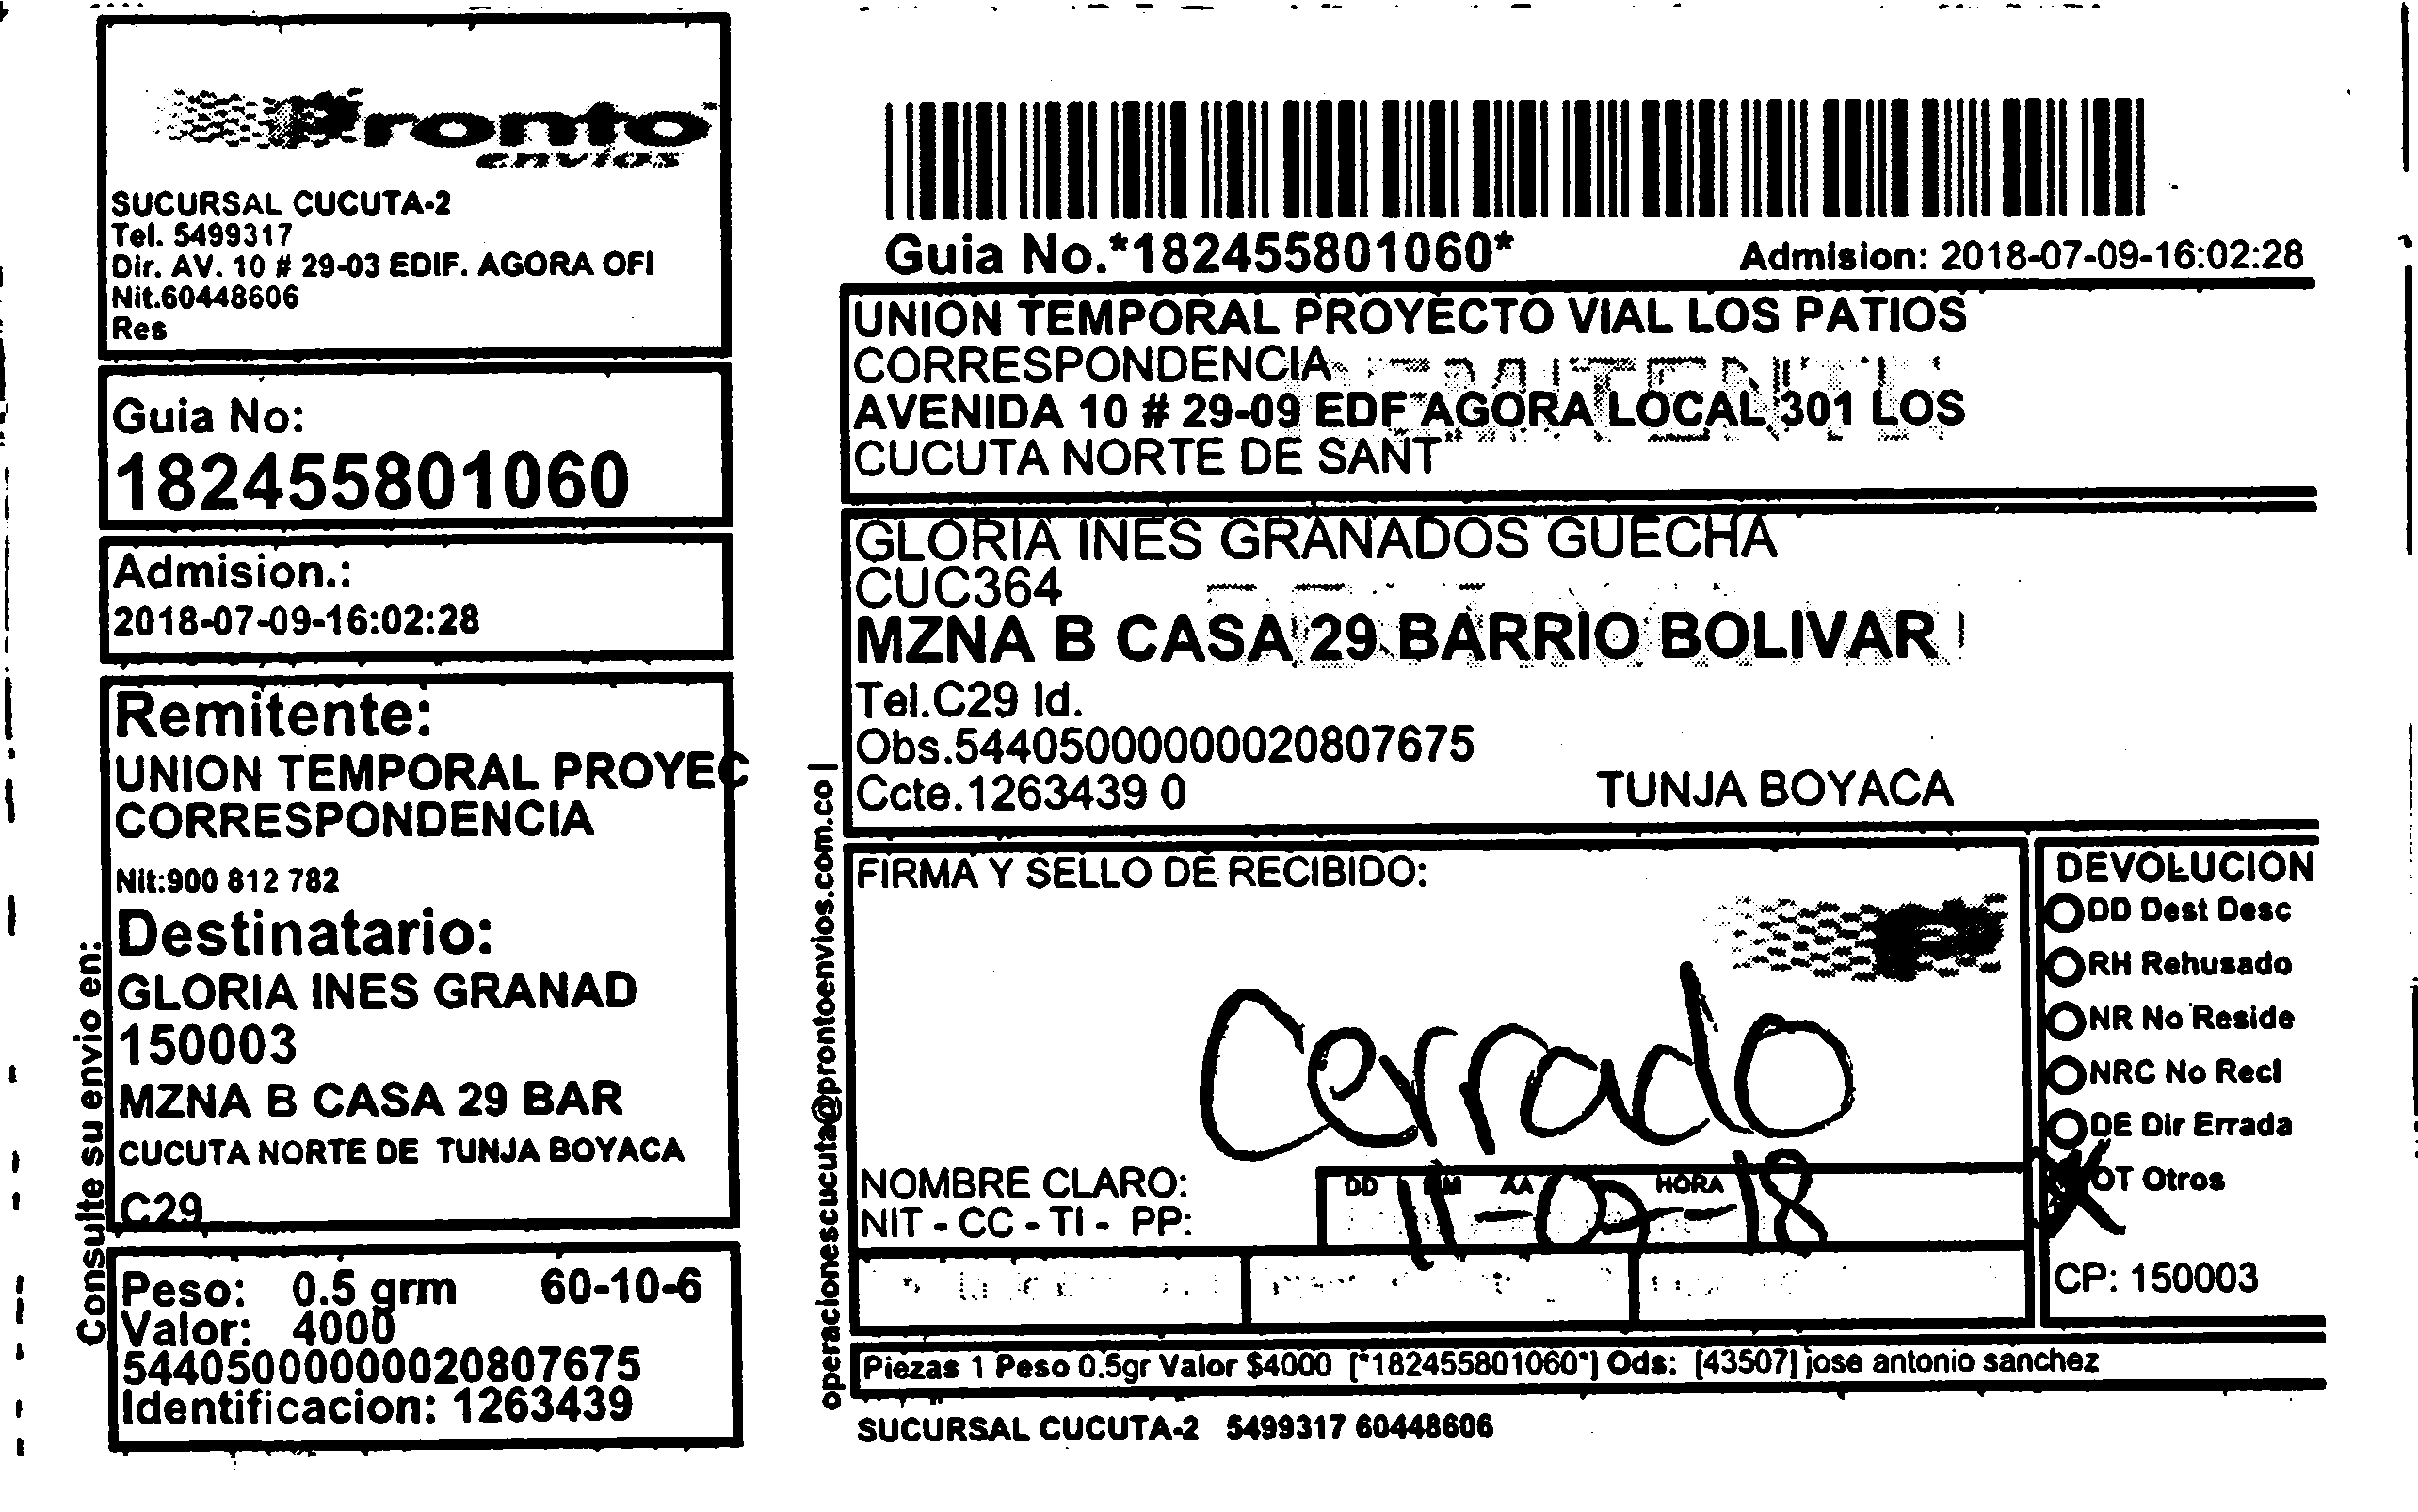 Pronto
envios
SUCURSAL CUCUTA-2
Tel. 5499317
Dir. AV. 10 # 29-03 EDIF. AGORA OFI
Nit.60448606
Res
Guia No:
182455801060
Admision.:
2018-07-09-16:02:28
Remitente:
UNION TEMPORAL PROYEC
CORRESPONDENCIA
Nit:900 812 782
Destinatario:
GLORIA INES GRANAD
150003
MZNA B CASA 29 BAR
CUCUTA NORTE DE TUNJA BOYACA
C29
Peso: 0.5 grm 60-10-6
Valor: 4000
54405000000020807675
Identificacion: 1263439
Consulte su envio en:
operacionescucuta@prontoenvios.com.co |
Guia No.*182455801060*
Admision: 2018-07-09-16:02:28
UNION TEMPORAL PROYECTO VIAL LOS PATIOS
CORRESPONDENCIA
AVENIDA 10 # 29-09 EDF AGORA LOCAL 301 LOS
CUCUTA NORTE DE SANT
GLORIA INES GRANADOS GUECHA
CUC364
MZNA B CASA 29 BARRIO BOLIVAR
Tel.C29 Id.
Obs.54405000000020807675
Ccte.1263439 0 TUNJA BOYACA
FIRMA Y SELLO DE RECIBIDO:
Cerrado
NOMBRE CLARO:
NIT - CC - TI - PP:
DD AA HORA
11-07-18
DEVOLUCION
DD Dest Desc
RH Rehusado
NR No Reside
NRC No Recl
DE Dir Errada
OT Otros
CP: 150003
Piezas 1 Peso 0.5gr Valor $4000 [*182455801060*] Ods: [43507] jose antonio sanchez
SUCURSAL CUCUTA-2 5499317 60448606